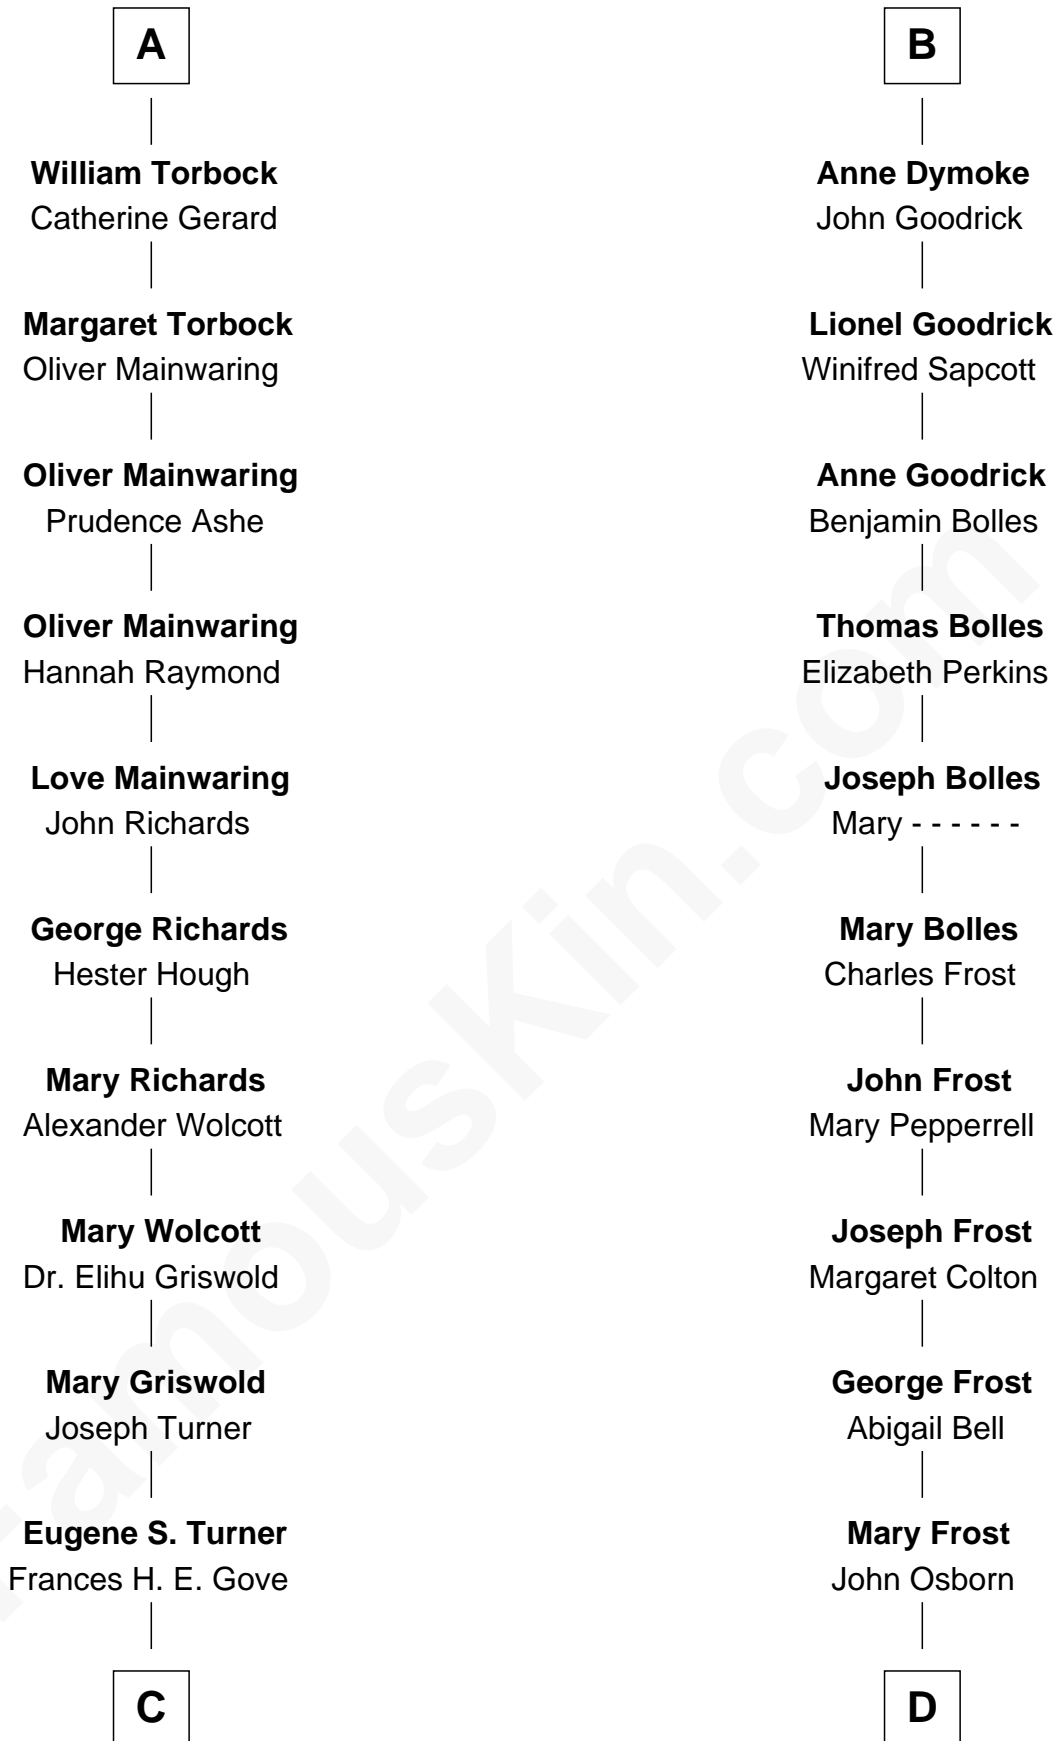 A
William Torbock
Catherine Gerard
Margaret Torbock
Oliver Mainwaring
Oliver Mainwaring
Prudence Ashe
Oliver Mainwaring
Hannah Raymond
Love Mainwaring
John Richards
George Richards
Hester Hough
Mary Richards
Alexander Wolcott
Mary Wolcott
Dr. Elihu Griswold
Mary Griswold
Joseph Turner
Eugene S. Turner
Frances H. E. Gove
C
B
Anne Dymoke
John Goodrick
Lionel Goodrick
Winifred Sapcott
Anne Goodrick
Benjamin Bolles
Thomas Bolles
Elizabeth Perkins
Joseph Bolles
Mary - - - - - -
Mary Bolles
Charles Frost
John Frost
Mary Pepperrell
Joseph Frost
Margaret Colton
George Frost
Abigail Bell
Mary Frost
John Osborn
D
FamousKin.com